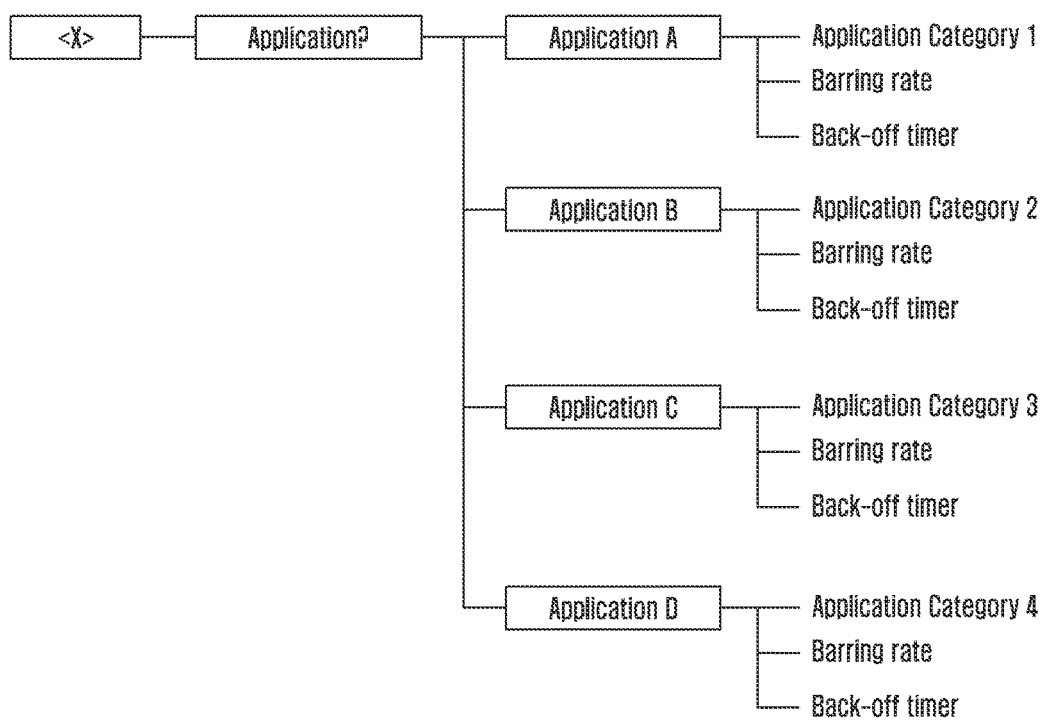 <X> Application? Application A Application Category 1
Barring rate
Back-off timer
Application B Application Category 2
Barring rate
Back-off timer
Application C Application Category 3
Barring rate
Back-off timer
Application D Application Category 4
Barring rate
Back-off timer